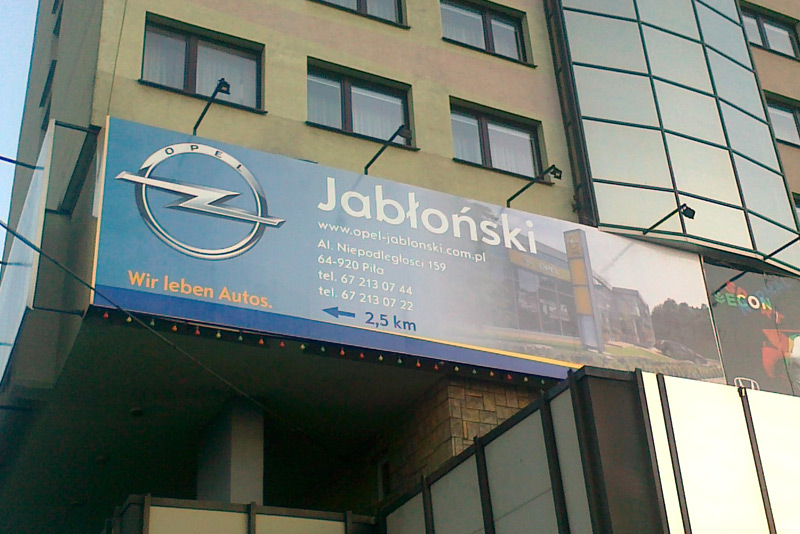 OPEL
Jabłoński
www.opel-jablonski.com.pl
Al. Niepodległości 159
64-920 Piła
tel. 67 213 07 44
tel. 67 213 07 22
Wir leben Autos.
2,5 km